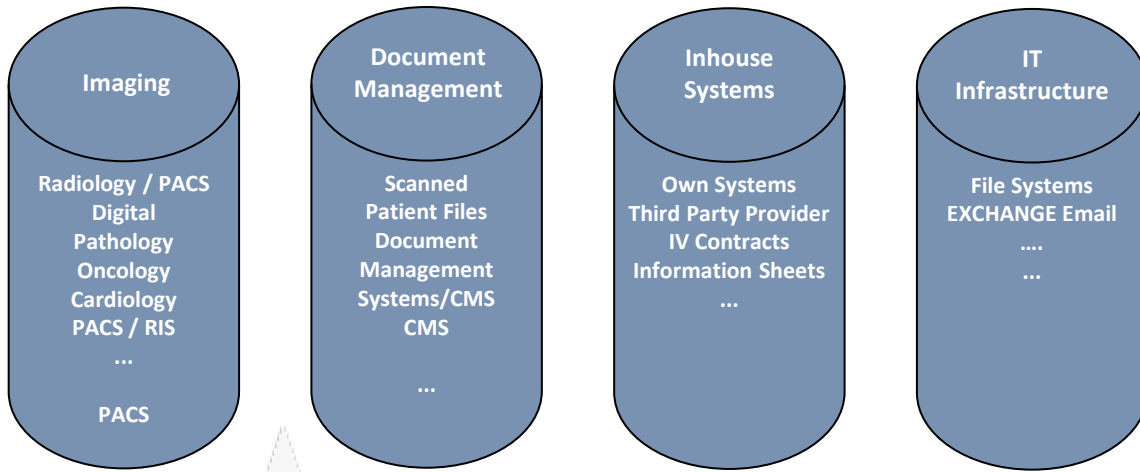 Imaging
Radiology / PACS
Digital
Pathology
Oncology
Cardiology
PACS / RIS
...
PACS
Document
Management
Scanned
Patient Files
Document
Management
Systems/CMS
CMS
...
Inhouse
Systems
Own Systems
Third Party Provider
IV Contracts
Information Sheets
...
IT
Infrastructure
File Systems
EXCHANGE Email
....
...